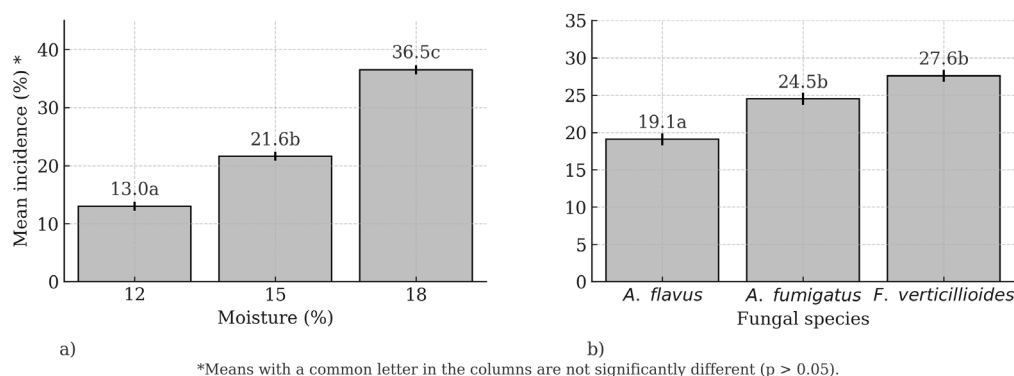 40
30
20
10
0
Mean incidence (%) *
13.0a
21.6b
36.5c
12 15 18
Moisture (%)
a)
35
30
25
20
15
10
5
0
19.1a
24.5b
27.6b
A. flavus A. fumigatus F. verticillioides
Fungal species
b)
*Means with a common letter in the columns are not significantly different (p > 0.05).